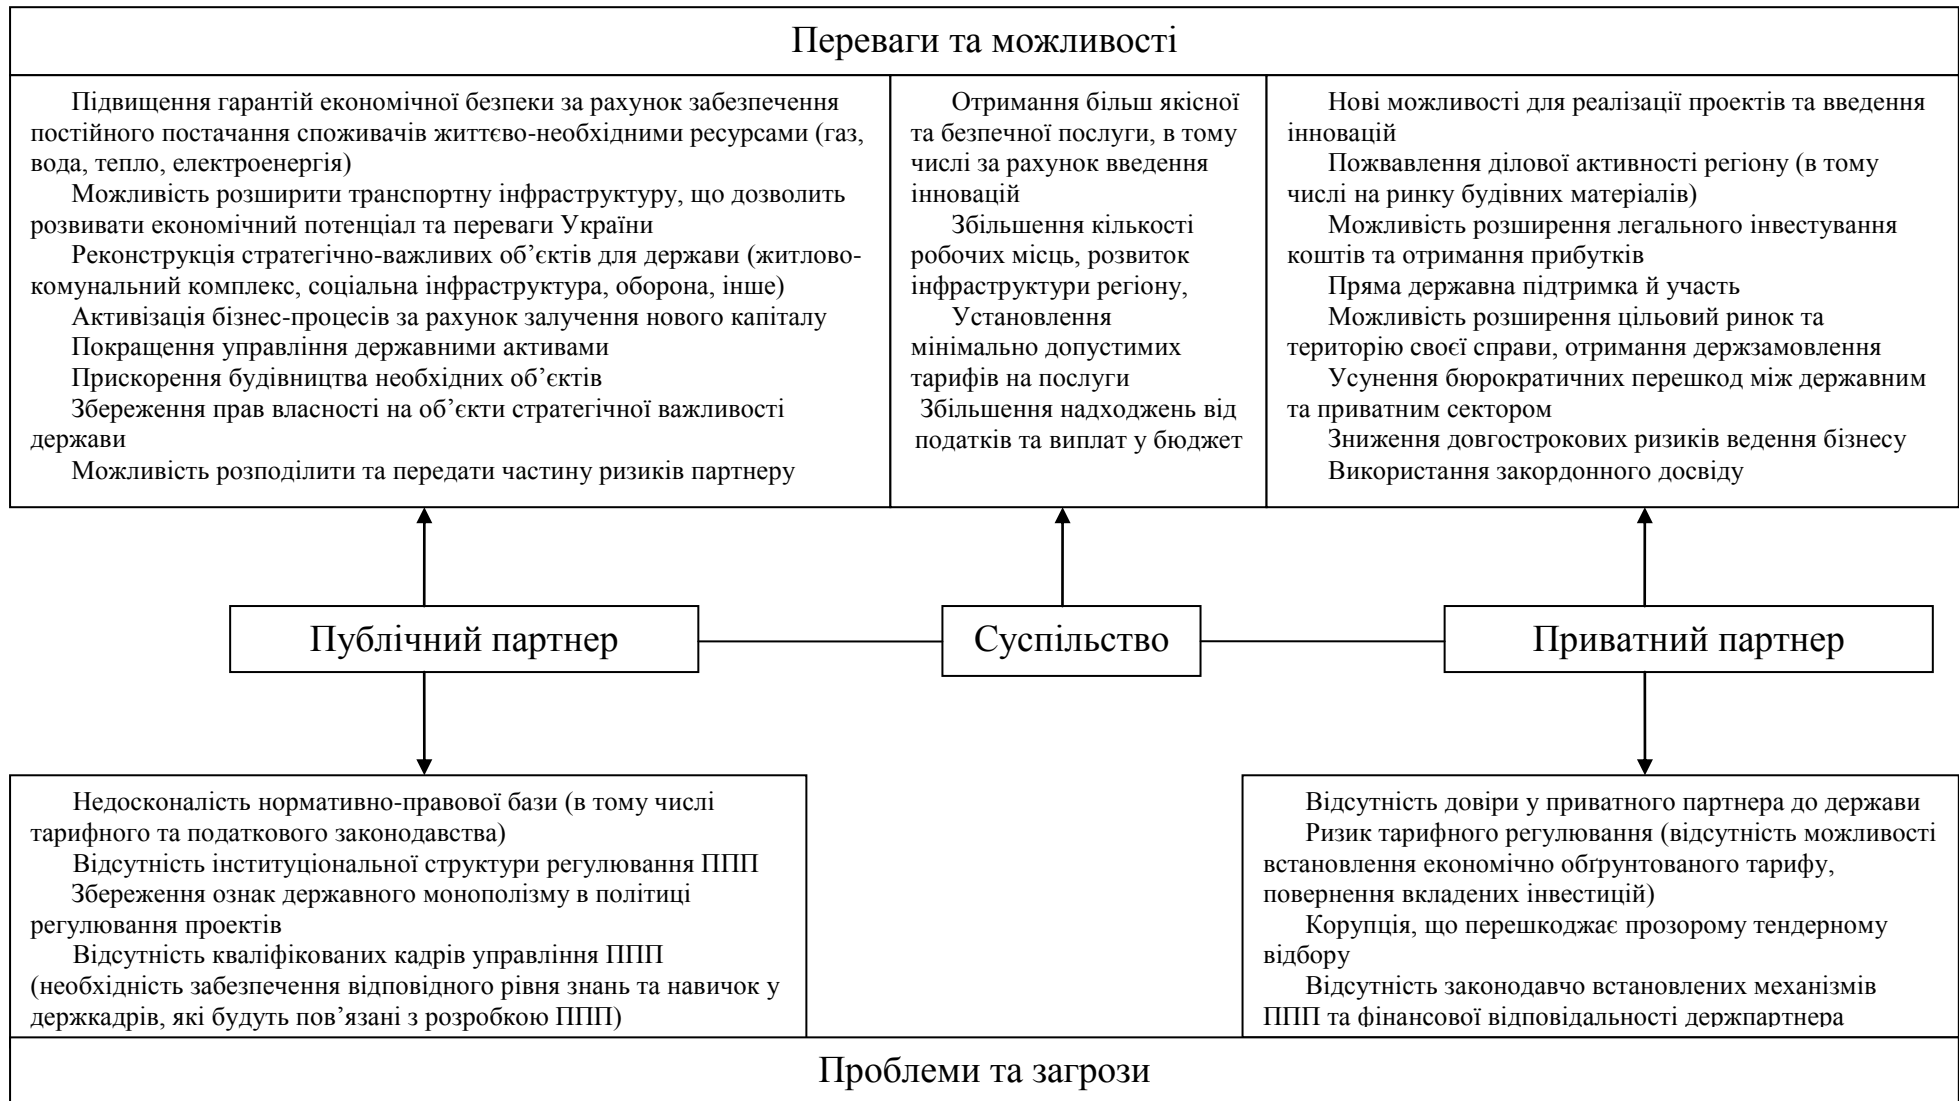 Переваги та можливості
Підвищення гарантій економічної безпеки за рахунок забезпечення
постійного постачання споживачів життєво-необхідними ресурсами (газ,
вода, тепло, електроенергія)
Можливість розширити транспортну інфраструктуру, що дозволить
розвивати економічний потенціал та переваги України
Реконструкція стратегічно-важливих об’єктів для держави (житлово-
комунальний комплекс, соціальна інфраструктура, оборона, інше)
Активізація бізнес-процесів за рахунок залучення нового капіталу
Покращення управління державними активами
Прискорення будівництва необхідних об’єктів
Збереження прав власності на об’єкти стратегічної важливості
держави
Можливість розподілити та передати частину ризиків партнеру
Отримання більш якісної
та безпечної послуги, в тому
числі за рахунок введення
інновацій
Збільшення кількості
робочих місць, розвиток
інфраструктури регіону,
Установлення
мінімально допустимих
тарифів на послуги
Збільшення надходжень від
податків та виплат у бюджет
Нові можливості для реалізації проектів та введення
інновацій
Пожвавлення ділової активності регіону (в тому
числі на ринку будівних матеріалів)
Можливість розширення легального інвестування
коштів та отримання прибутків
Пряма державна підтримка й участь
Можливість розширення цільовий ринок та
територію своєї справи, отримання держзамовлення
Усунення бюрократичних перешкод між державним
та приватним сектором
Зниження довгострокових ризиків ведення бізнесу
Використання закордонного досвіду
Публічний партнер
Суспільство
Приватний партнер
Недосконалість нормативно-правової бази (в тому числі
тарифного та податкового законодавства)
Відсутність інституціональної структури регулювання ППП
Збереження ознак державного монополізму в політиці
регулювання проектів
Відсутність кваліфікованих кадрів управління ППП
(необхідність забезпечення відповідного рівня знань та навичок у
держкадрів, які будуть пов’язані з розробкою ППП)
Відсутність довіри у приватного партнера до держави
Ризик тарифного регулювання (відсутність можливості
встановлення економічно обґрунтованого тарифу,
повернення вкладених інвестицій)
Корупція, що перешкоджає прозорому тендерному
відбору
Відсутність законодавчо встановлених механізмів
ППП та фінансової відповідальності держпартнера
Проблеми та загрози